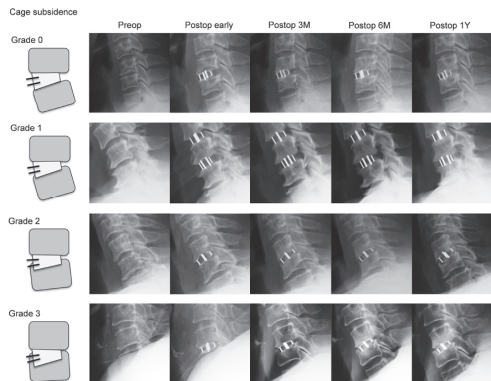 Cage subsidence
Preop Postop early Postop 3M Postop 6M Postop 1Y
Grade 0
Grade 1
Grade 2
Grade 3